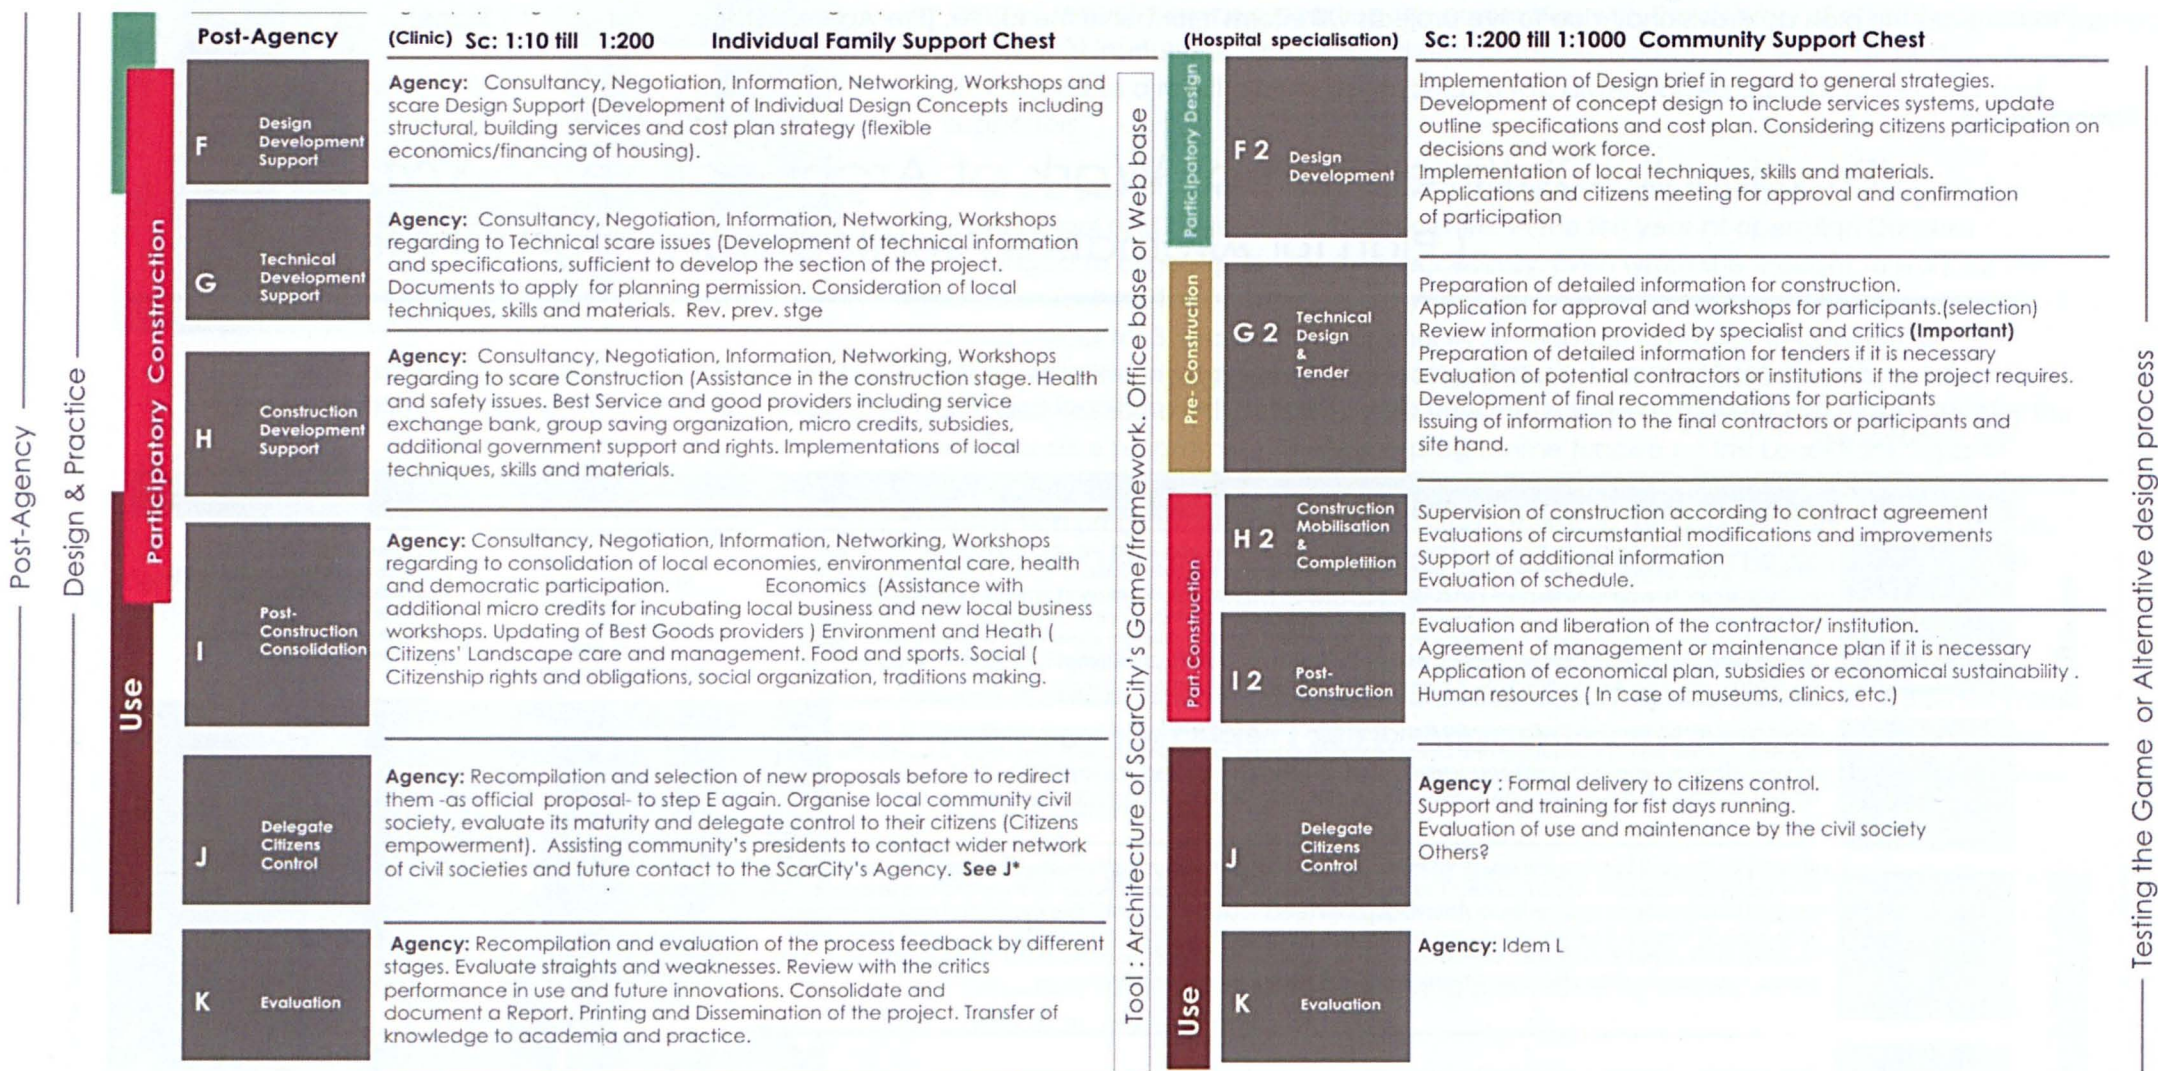 Post-Agency
Design & Practice
Participatory Construction
Use
Post-Agency
(Clinic) Sc: 1:10 till 1:200 Individual Family Support Chest
F
Design
Development
Support
Agency: Consultancy, Negotiation, Information, Networking, Workshops and
scare Design Support (Development of Individual Design Concepts including
structural, building services and cost plan strategy (flexible
economics/financing of housing).
G
Technical
Development
Support
Agency: Consultancy, Negotiation, Information, Networking, Workshops
regarding to Technical scare issues (Development of technical information
and specifications, sufficient to develop the section of the project.
Documents to apply for planning permission. Consideration of local
techniques, skills and materials. Rev. prev. stge
H
Construction
Development
Support
Agency: Consultancy, Negotiation, Information, Networking, Workshops
regarding to scare Construction (Assistance in the construction stage. Health
and safety issues. Best Service and good providers including service
exchange bank, group saving organization, micro credits, subsidies,
additional government support and rights. Implementations of local
techniques, skills and materials.
I
Post-
Construction
Consolidation
Agency: Consultancy, Negotiation, Information, Networking, Workshops
regarding to consolidation of local economies, environmental care, health
and democratic participation. Economics (Assistance with
additional micro credits for incubating local business and new local business
workshops. Updating of Best Goods providers ) Environment and Heath (
Citizens' Landscape care and management. Food and sports. Social (
Citizenship rights and obligations, social organization, traditions making.
J
Delegate
Citizens
Control
Agency: Recompilation and selection of new proposals before to redirect
them -as official proposal- to step E again. Organise local community civil
society, evaluate its maturity and delegate control to their citizens (Citizens
empowerment). Assisting community's presidents to contact wider network
of civil societies and future contact to the ScarCity's Agency. See J*
K
Evaluation
Agency: Recompilation and evaluation of the process feedback by different
stages. Evaluate straights and weaknesses. Review with the critics
performance in use and future innovations. Consolidate and
document a Report. Printing and Dissemination of the project. Transfer of
knowledge to academia and practice.
Tool : Architecture of ScarCity's Game/framework. Office base or Web base
(Hospital specialisation) Sc: 1:200 till 1:1000 Community Support Chest
Participatory Design
F 2
Design
Development
Implementation of Design brief in regard to general strategies.
Development of concept design to include services systems, update
outline specifications and cost plan. Considering citizens participation on
decisions and work force.
Implementation of local techniques, skills and materials.
Applications and citizens meeting for approval and confirmation
of participation
Pre- Construction
G 2
Technical
Design
&
Tender
Preparation of detailed information for construction.
Application for approval and workshops for participants.(selection)
Review information provided by specialist and critics (Important)
Preparation of detailed information for tenders if it is necessary
Evaluation of potential contractors or institutions if the project requires.
Development of final recommendations for participants
Issuing of information to the final contractors or participants and
site hand.
Part.Construction
H 2
Construction
Mobilisation
&
Completition
Supervision of construction according to contract agreement
Evaluations of circumstantial modifications and improvements
Support of additional information
Evaluation of schedule.
I 2
Post-
Construction
Evaluation and liberation of the contractor/ institution.
Agreement of management or maintenance plan if it is necessary
Application of economical plan, subsidies or economical sustainability .
Human resources ( In case of museums, clinics, etc.)
Use
J
Delegate
Citizens
Control
Agency : Formal delivery to citizens control.
Support and training for fist days running.
Evaluation of use and maintenance by the civil society
Others?
K
Evaluation
Agency: Idem L
Testing the Game or Alternative design process